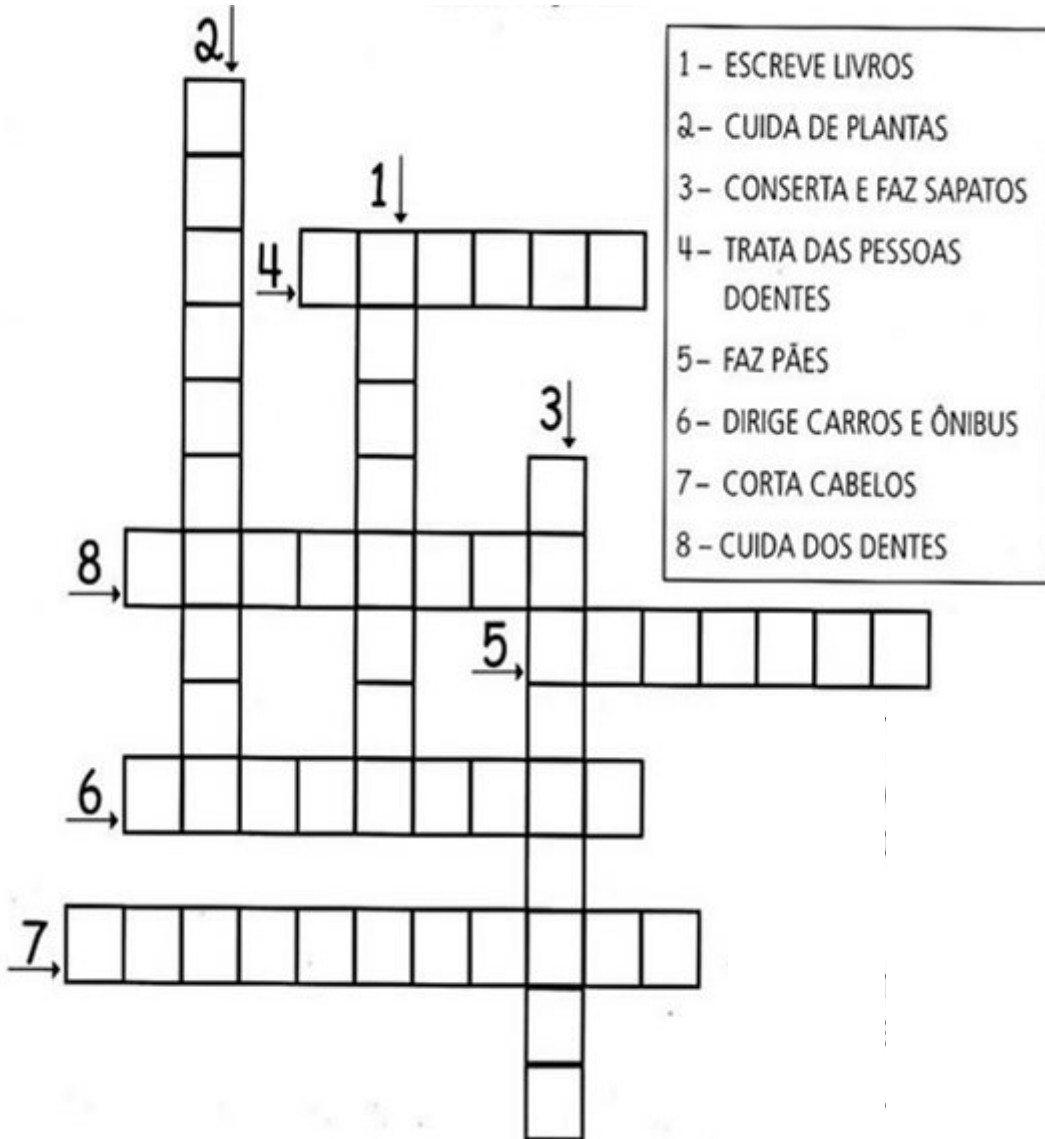 2
1
4
3
8
5
6
7
1 – ESCREVE LIVROS
2 – CUIDA DE PLANTAS
3 – CONSERTA E FAZ SAPATOS
4 – TRATA DAS PESSOAS
DOENTES
5 – FAZ PÃES
6 – DIRIGE CARROS E ÔNIBUS
7 – CORTA CABELOS
8 – CUIDA DOS DENTES